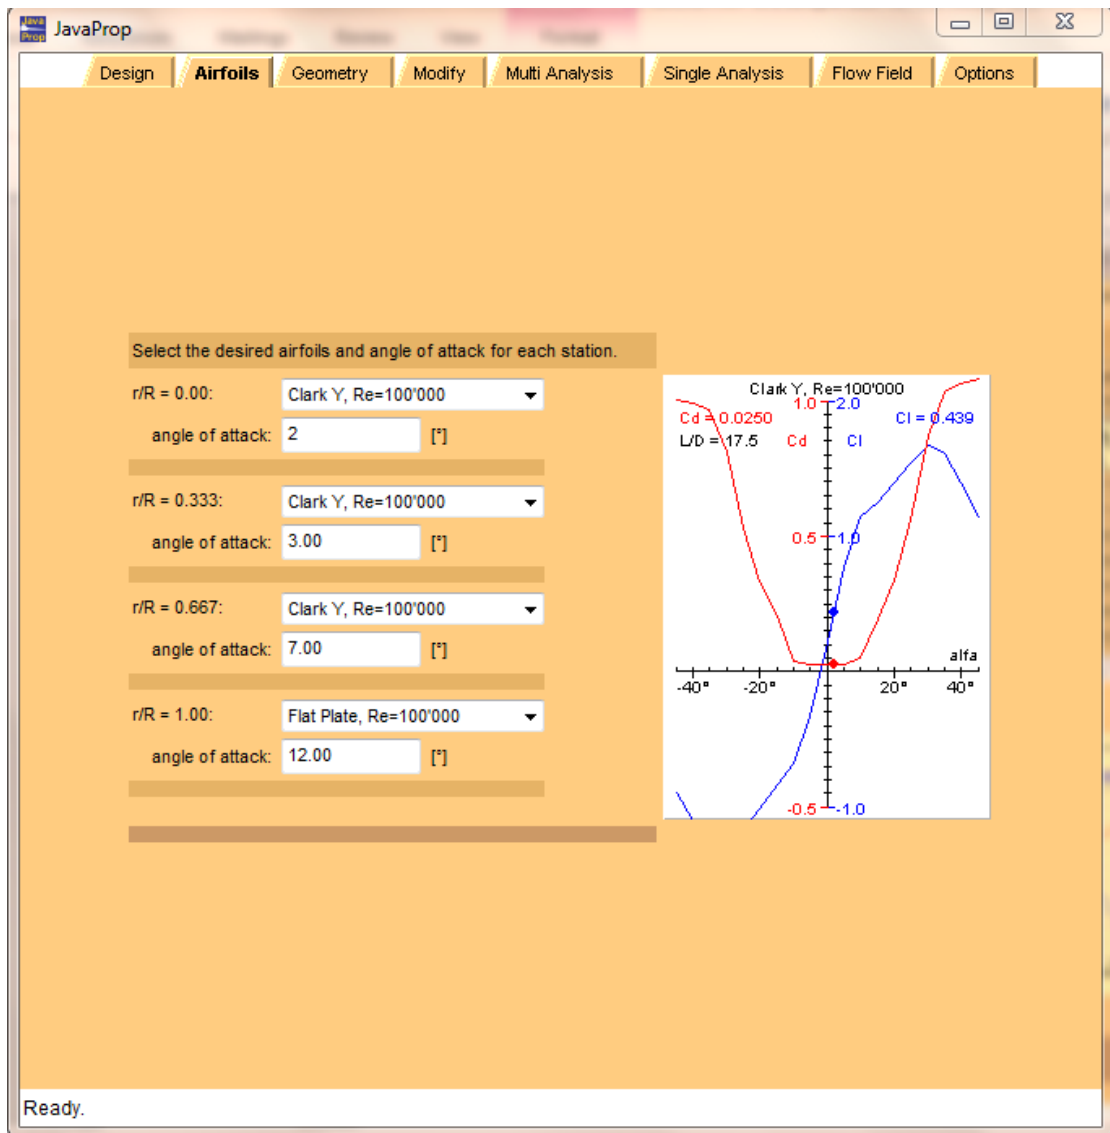 Java Prop JavaProp
Design Airfoils Geometry Modify Multi Analysis Single Analysis Flow Field Options
Select the desired airfoils and angle of attack for each station.
r/R = 0.00: Clark Y, Re=100'000
angle of attack: 2 [°]
r/R = 0.333: Clark Y, Re=100'000
angle of attack: 3.00 [°]
r/R = 0.667: Clark Y, Re=100'000
angle of attack: 7.00 [°]
r/R = 1.00: Flat Plate, Re=100'000
angle of attack: 12.00 [°]
Clark Y, Re=100'000
1.0 2.0
Cd = 0.0250 Cl = 0.439
L/D = 17.5 Cd Cl
0.5 1.0
alfa
-40° -20° 20° 40°
-0.5 -1.0
Ready.